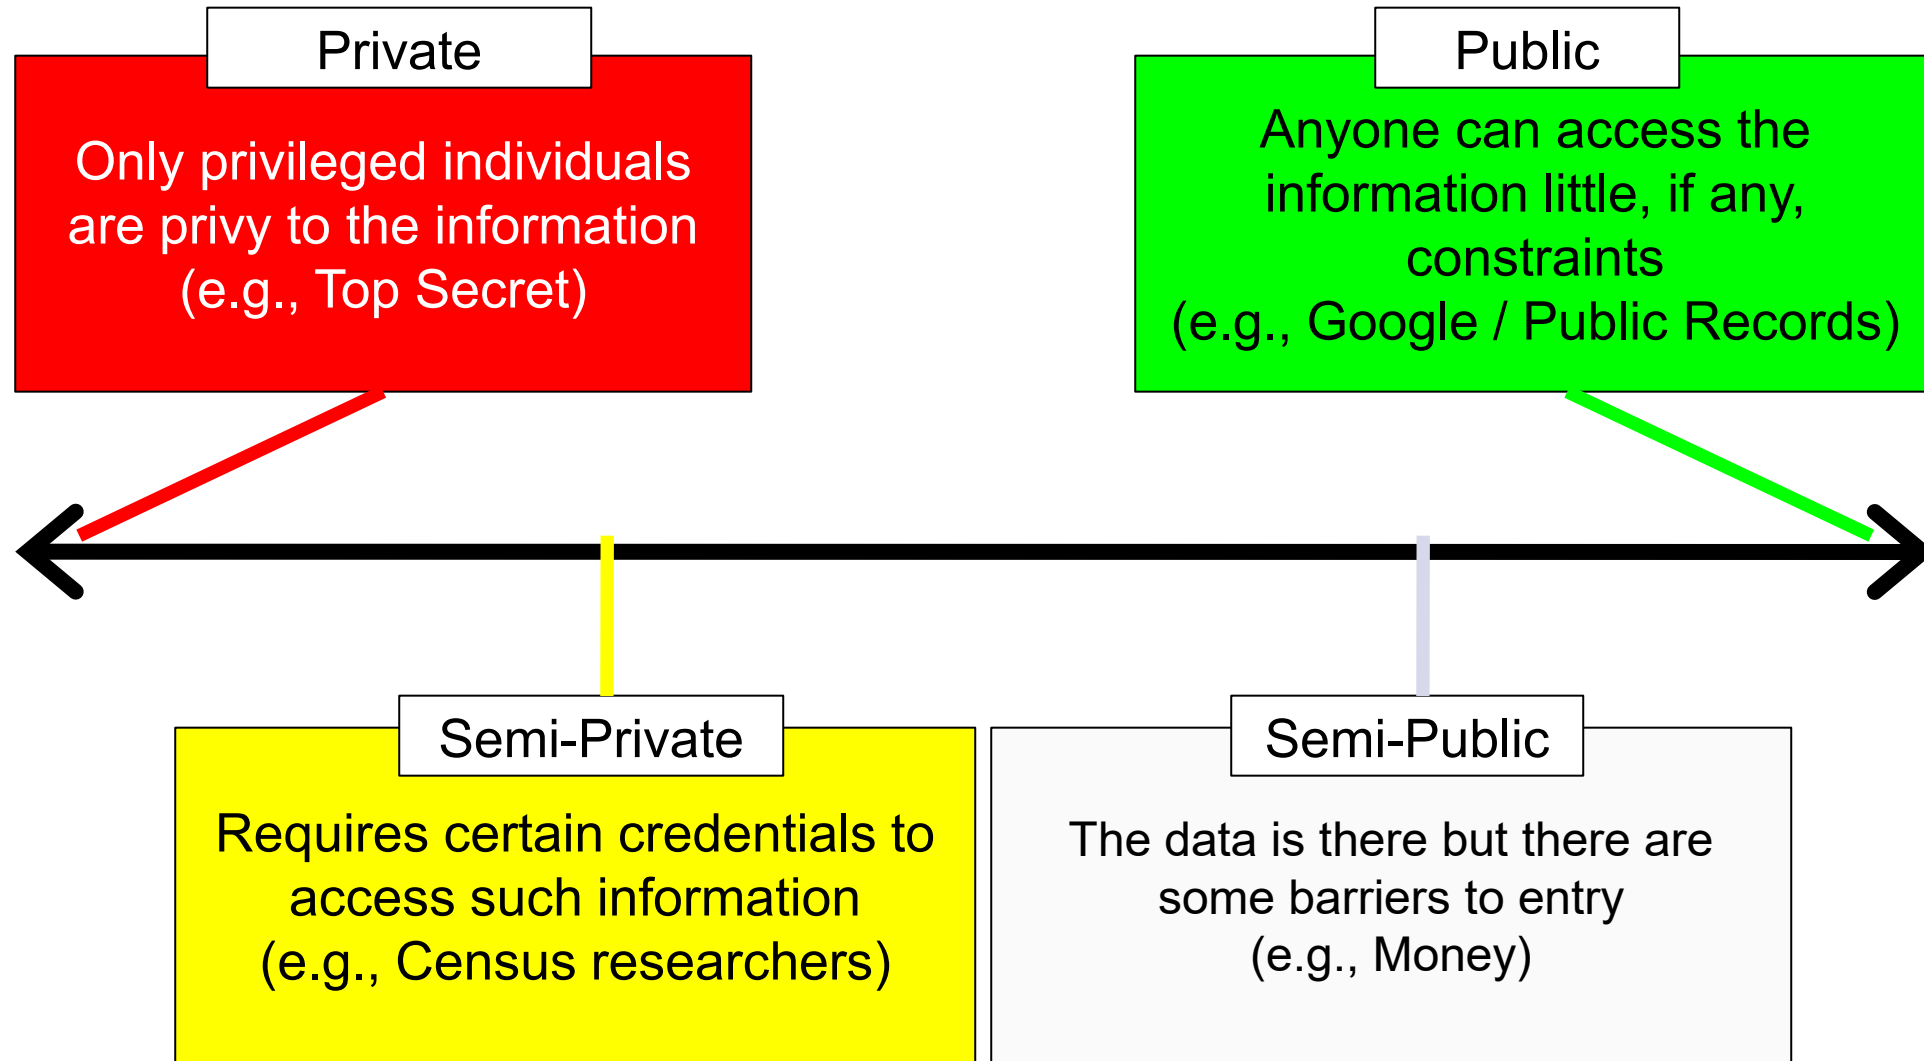 Private
Only privileged individuals
are privy to the information
(e.g., Top Secret)
Public
Anyone can access the
information little, if any,
constraints
(e.g., Google / Public Records)
Semi-Private
Requires certain credentials to
access such information
(e.g., Census researchers)
Semi-Public
The data is there but there are
some barriers to entry
(e.g., Money)